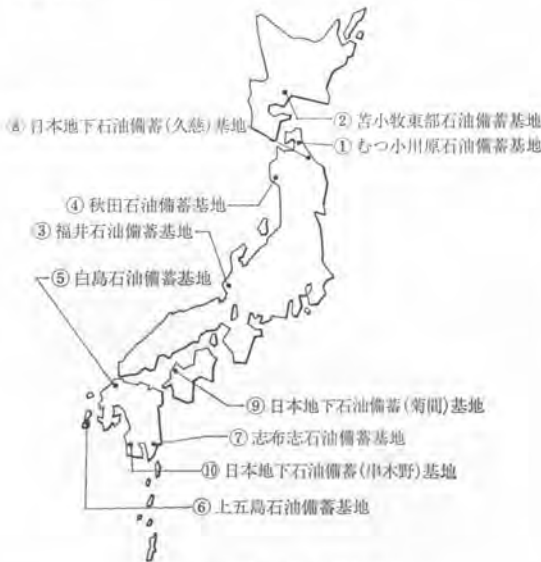 ⑧ 日本地下石油備蓄(久慈)基地
② 苫小牧東部石油備蓄基地
① むつ小川原石油備蓄基地
④ 秋田石油備蓄基地
③ 福井石油備蓄基地
⑤ 白島石油備蓄基地
⑨ 日本地下石油備蓄(菊間)基地
⑦ 志布志石油備蓄基地
⑩ 日本地下石油備蓄(串木野)基地
⑥ 上五島石油備蓄基地